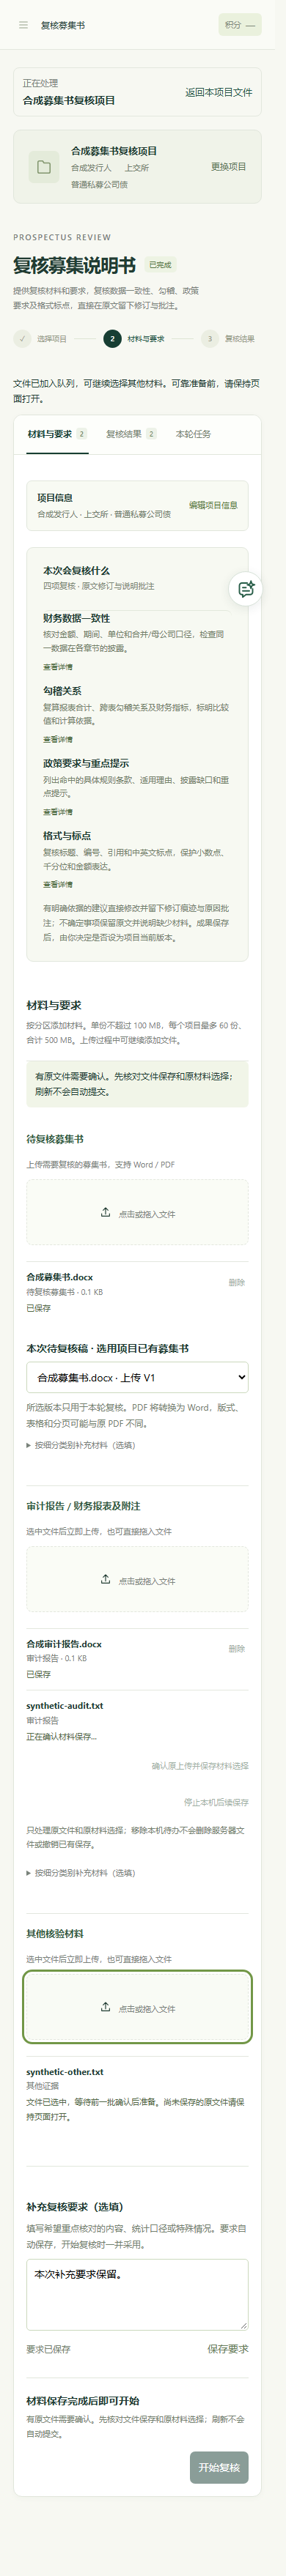 复核募集书
积分 —
正在处理
合成募集书复核项目
返回本项目文件
合成募集书复核项目
合成发行人 上交所
普通私募公司债
更换项目
PROSPECTUS REVIEW
复核募集说明书 已完成
提供复核材料和要求，复核数据一致性、勾稽、政策
要求及格式标点，直接在原文留下修订与批注。
✓ 选择项目
2 材料与要求
3 复核结果
文件已加入队列，可继续选择其他材料。可靠准备前，请保持页
面打开。
材料与要求 2
复核结果 2
本轮任务
项目信息
合成发行人 · 上交所 · 普通私募公司债
编辑项目信息
本次会复核什么
四项复核 · 原文修订与说明批注
财务数据一致性
核对金额、期间、单位和合并/母公司口径，检查同
一数据在各章节的披露。
查看详情
勾稽关系
复算报表合计、跨表勾稽关系及财务指标，标明比较
值和计算依据。
查看详情
政策要求与重点提示
列出命中的具体规则条款、适用理由、披露缺口和重
点提示。
查看详情
格式与标点
复核标题、编号、引用和中英文标点，保护小数点、
千分位和金额表达。
查看详情
有明确依据的建议直接修改并留下修订痕迹与原因批
注；不确定事项保留原文并说明缺少材料。成果保存
后，由你决定是否设为项目当前版本。
材料与要求
按分区添加材料。单份不超过 100 MB，每个项目最多 60 份、
合计 500 MB。上传过程中可继续添加文件。
有原文件需要确认。先核对文件保存和原材料选择；
刷新不会自动提交。
待复核募集书
上传需要复核的募集书，支持 Word / PDF
点击或拖入文件
合成募集书.docx
待复核募集书 · 0.1 KB
已保存
删除
本次待复核稿 · 选用项目已有募集书
合成募集书.docx · 上传 V1
所选版本只用于本轮复核。PDF 将转换为 Word，版式、
表格和分页可能与原 PDF 不同。
▶ 按细分类别补充材料（选填）
审计报告 / 财务报表及附注
选中文件后立即上传，也可直接拖入文件
点击或拖入文件
合成审计报告.docx
审计报告 · 0.1 KB
已保存
删除
synthetic-audit.txt
审计报告
正在确认材料保存...
确认原上传并保存材料选择
停止本机后续保存
只处理原文件和原材料选择；移除本机待办不会删除服务器文
件或撤销已有保存。
▶ 按细分类别补充材料（选填）
其他核验材料
选中文件后立即上传，也可直接拖入文件
点击或拖入文件
synthetic-other.txt
其他证据
文件已选中，等待前一批确认后准备。尚未保存的原文件请保
持页面打开。
补充复核要求（选填）
填写希望重点核对的内容、统计口径或特殊情况。要求自
动保存，开始复核时一并采用。
本次补充要求保留。
要求已保存
保存要求
材料保存完成后即可开始
有原文件需要确认。先核对文件保存和原材料选择；刷新不会
自动提交。
开始复核